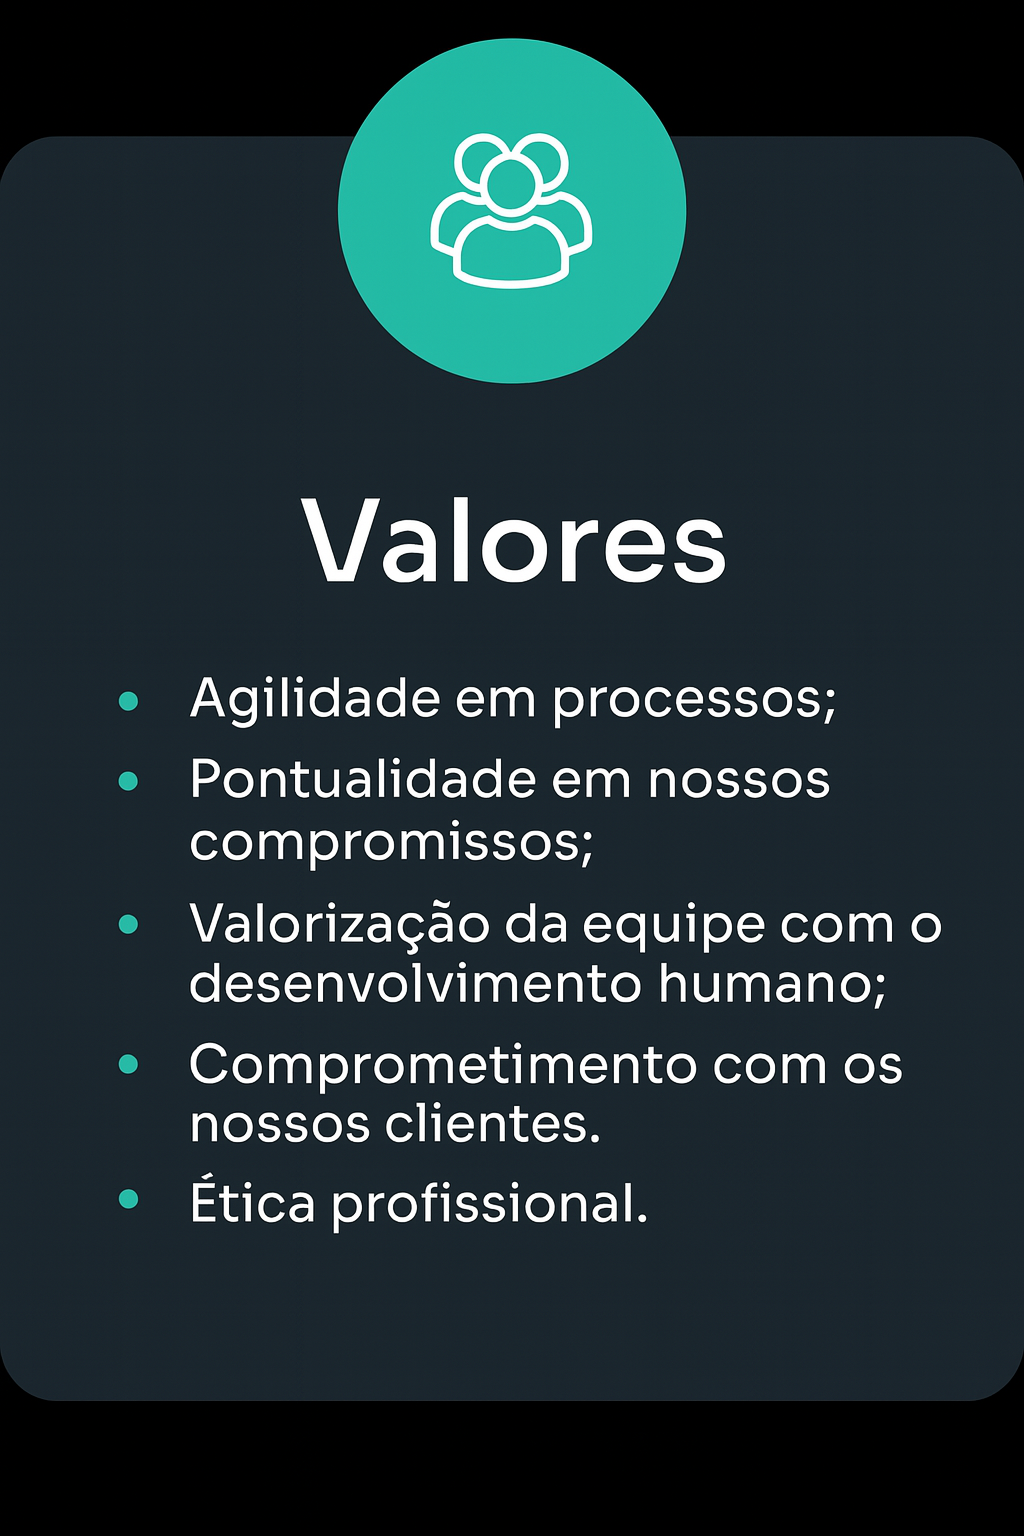 Valores
Agilidade em processos;
Pontualidade em nossos
compromissos;
Valorização da equipe com o
desenvolvimento humano;
Comprometimento com os
nossos clientes.
Ética profissional.